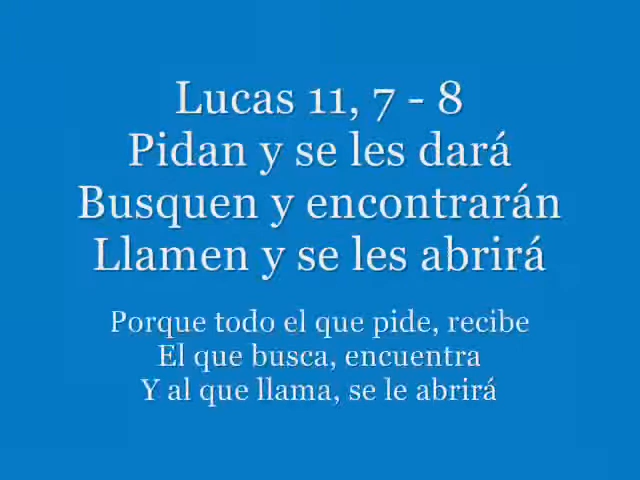 Lucas 11, 7 - 8
Pidan y se les dará
Busquen y encontrarán
Llamen y se les abrirá
Porque todo el que pide, recibe
El que busca, encuentra
Y al que llama, se le abrirá